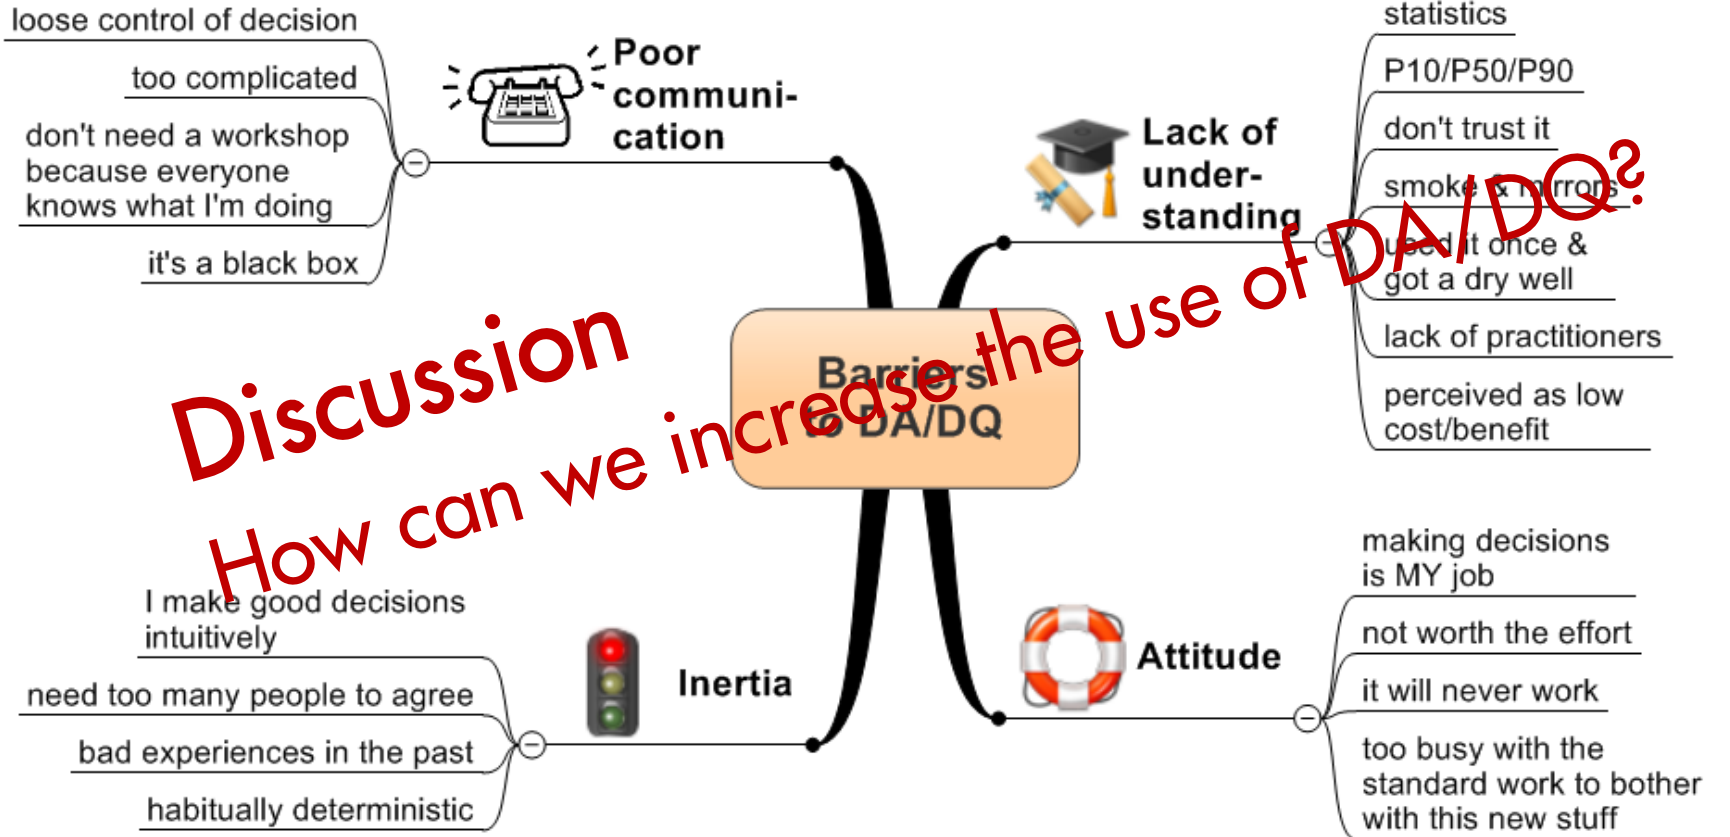 loose control of decision
too complicated
don't need a workshop
because everyone
knows what I'm doing
it's a black box
Poor
communi-
cation
Lack of
under-
standing
statistics
P10/P50/P90
don't trust it
smoke & mirrors
used it once &
got a dry well
lack of practitioners
perceived as low
cost/benefit
Barriers
to DA/DQ
Discussion
How can we increase the use of DA/DQ?
I make good decisions
intuitively
need too many people to agree
bad experiences in the past
habitually deterministic
Inertia
Attitude
making decisions
is MY job
not worth the effort
it will never work
too busy with the
standard work to bother
with this new stuff